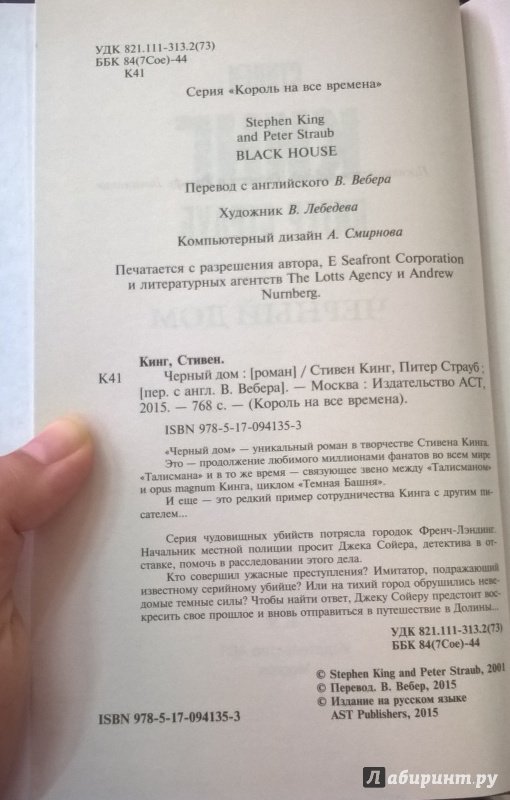 УДК 821.111-313.2(73)
ББК 84(7Сое)-44
К41
Серия «Король на все времена»
Stephen King
and Peter Straub
BLACK HOUSE
Перевод с английского В. Вебера
Художник В. Лебедева
Компьютерный дизайн А. Смирнова
Печатается с разрешения автора, E Seafront Corporation
и литературных агентств The Lotts Agency и Andrew
Nurnberg.
Кинг, Стивен.
К41 Черный дом : [роман] / Стивен Кинг, Питер Страуб ;
[пер. с англ. В. Вебера]. — Москва : Издательство АСТ,
2015. — 768 с. — (Король на все времена).
ISBN 978-5-17-094135-3
«Черный дом» — уникальный роман в творчестве Стивена Кинга.
Это — продолжение любимого миллионами фанатов во всем мире
«Талисмана» и в то же время — связующее звено между «Талисманом»
и opus magnum Кинга, циклом «Темная Башня».
И еще — это редкий пример сотрудничества Кинга с другим пи-
сателем...
Серия чудовищных убийств потрясла городок Френч-Лэндинг.
Начальник местной полиции просит Джека Сойера, детектива в от-
ставке, помочь в расследовании этого дела.
Кто совершил ужасные преступления? Имитатор, подражающий
известному серийному убийце? Или на тихий город обрушились неве-
домые темные силы? Чтобы найти ответ, Джеку Сойеру предстоит вос-
кресить свое прошлое и вновь отправиться в путешествие в Долины...
УДК 821.111-313.2(73)
ББК 84(7Сое)-44
© Stephen King and Peter Straub, 2001
© Перевод. В. Вебер, 2015
© Издание на русском языке
AST Publishers, 2015
ISBN 978-5-17-094135-3
Лабиринт.ру